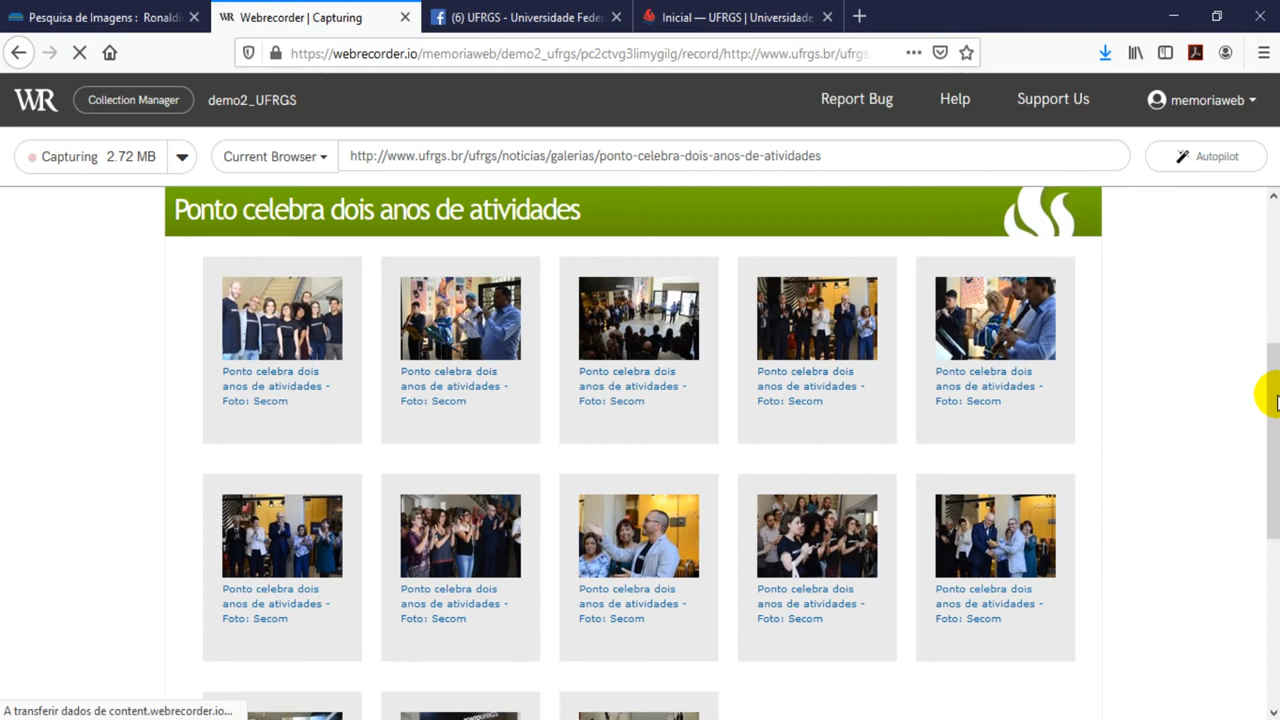 Pesquisa de Imagens : Ronaldi
WR Webrecorder | Capturing
(6) UFRGS - Universidade Feder
Inicial — UFRGS | Universidade
https://webrecorder.io/memoriaweb/demo2_ufrgs/pc2ctvg3limygilg/record/http://www.ufrgs.br/ufrgs
WR Collection Manager demo2_UFRGS Report Bug Help Support Us memoriaweb
Capturing 2.72 MB Current Browser http://www.ufrgs.br/ufrgs/noticias/galerias/ponto-celebra-dois-anos-de-atividades Autopilot
Ponto celebra dois anos de atividades
Ponto celebra dois
anos de atividades -
Foto: Secom
Ponto celebra dois
anos de atividades -
Foto: Secom
Ponto celebra dois
anos de atividades -
Foto: Secom
Ponto celebra dois
anos de atividades -
Foto: Secom
Ponto celebra dois
anos de atividades -
Foto: Secom
Ponto celebra dois
anos de atividades -
Foto: Secom
Ponto celebra dois
anos de atividades -
Foto: Secom
Ponto celebra dois
anos de atividades -
Foto: Secom
Ponto celebra dois
anos de atividades -
Foto: Secom
Ponto celebra dois
anos de atividades -
Foto: Secom
A transferir dados de content.webrecorder.io...